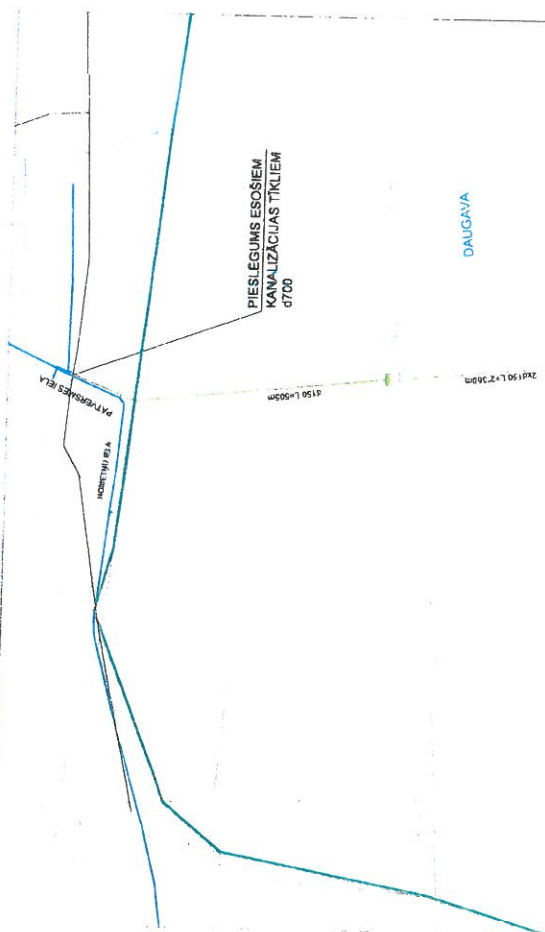 PIESLĒGUMS ESOŠIEM
KANALIZĀCIJAS TĪKLIEM
d700
DAUGAVA
PATVERSMES IELA
d150 L=505m
2xd150 L=2*360m